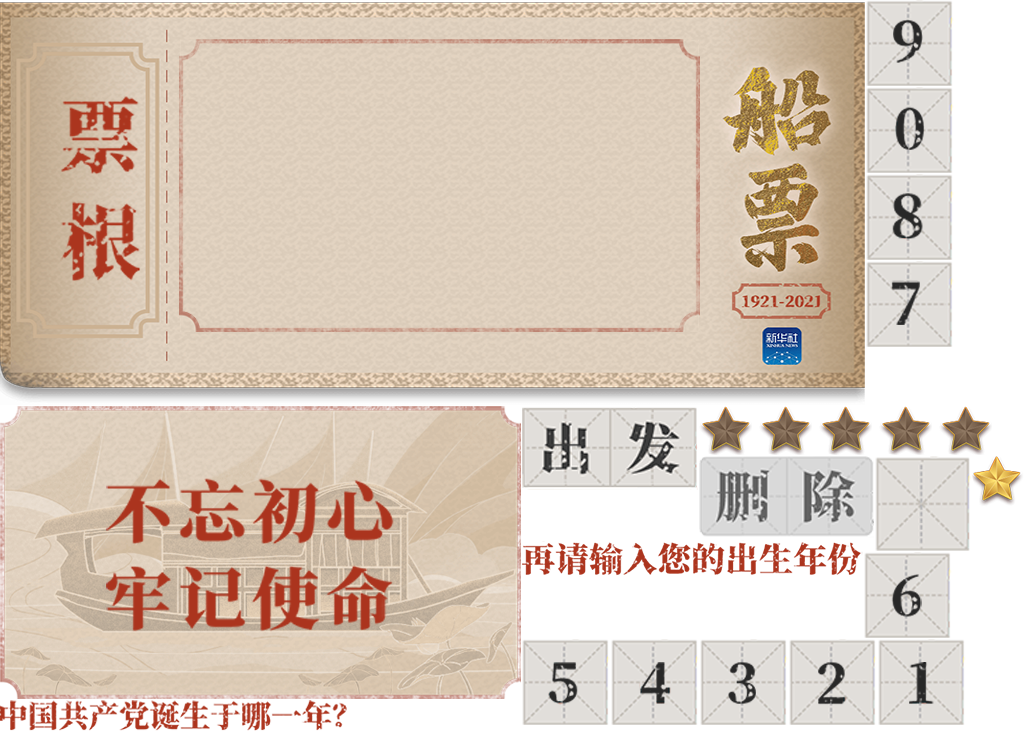 票根
船票
1921-2021
新华社
XINHUA NEWS
9
0
8
7
不忘初心
牢记使命
出发
删除
再请输入您的出生年份
6
5 4 3 2 1
中国共产党诞生于哪一年?